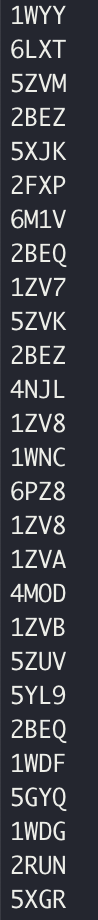 1WYY
6LXT
5ZVM
2BEZ
5XJK
2FXP
6M1V
2BEQ
1ZV7
5ZVK
2BEZ
4NJL
1ZV8
1WNC
6PZ8
1ZV8
1ZVA
4MOD
1ZVB
5ZUV
5YL9
2BEQ
1WDF
5GYQ
1WDG
2RUN
5XGR